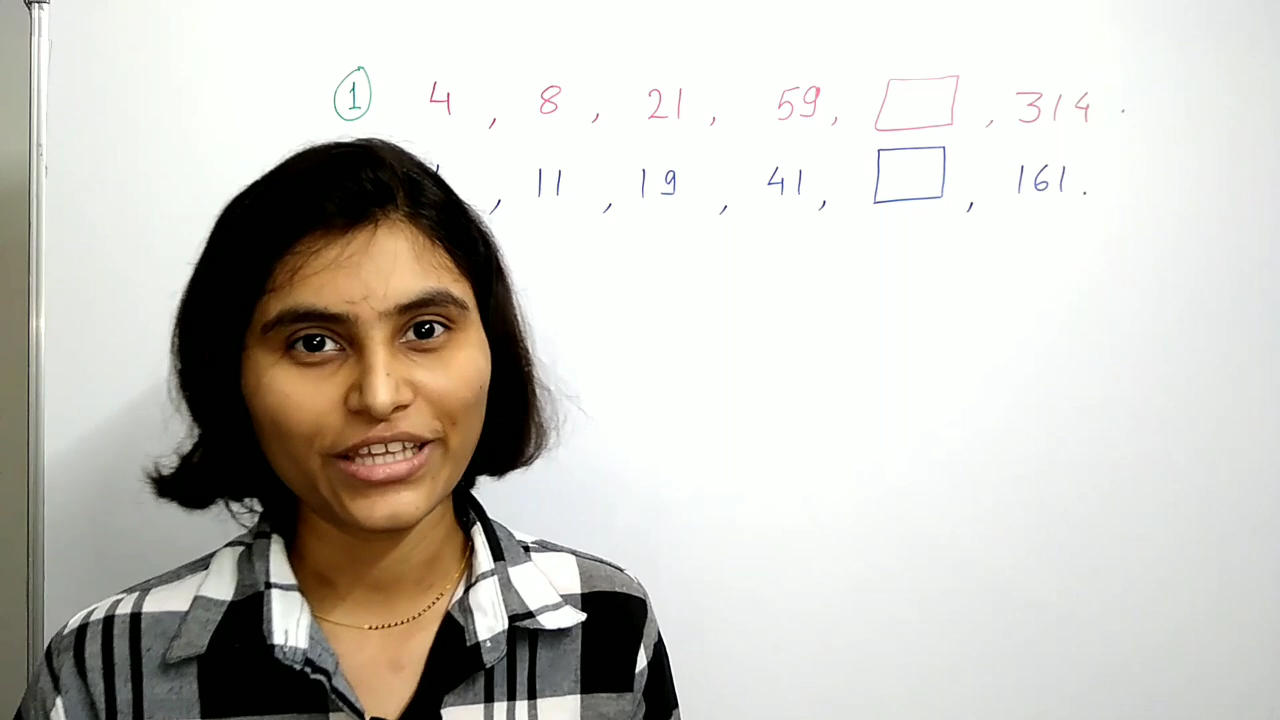 1 4 , 8 , 21 , 59 , , 314 .
, 11 , 19 , 41 , , 161 .